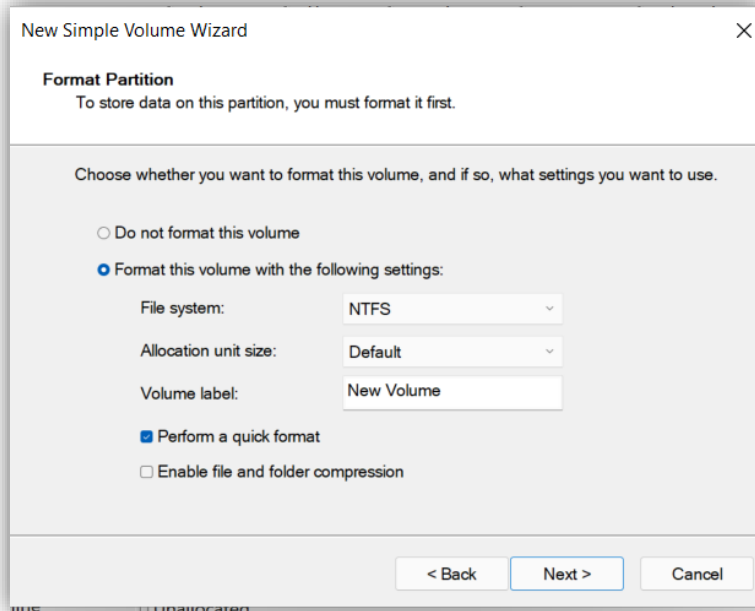 New Simple Volume Wizard
Format Partition
To store data on this partition, you must format it first.
Choose whether you want to format this volume, and if so, what settings you want to use.
Do not format this volume
Format this volume with the following settings:
File system: NTFS
Allocation unit size: Default
Volume label: New Volume
Perform a quick format
Enable file and folder compression
< Back Next > Cancel
Unallocated